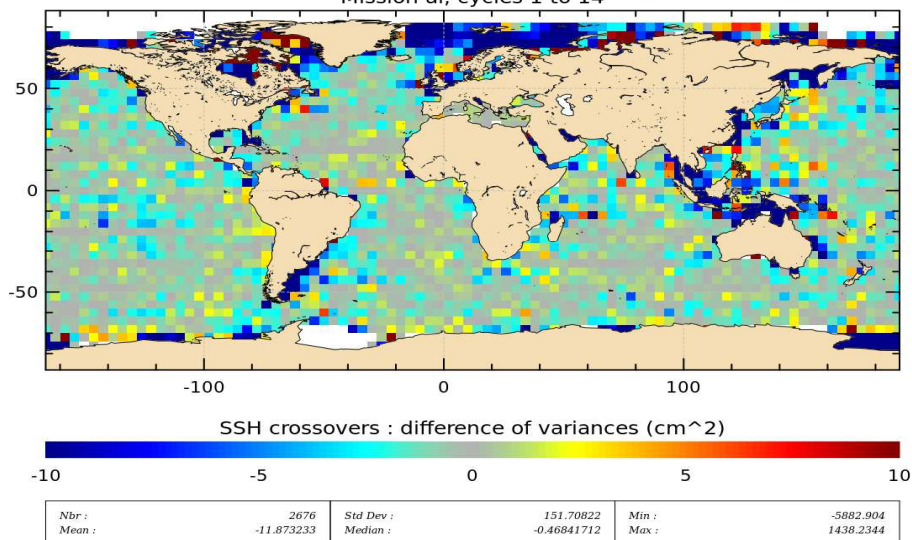 Mission al, cycles 1 to 14
50
0
-50
-100 0 100
SSH crossovers : difference of variances (cm^2)
-10 -5 0 5 10
Nbr : 2676 Std Dev : 151.70822 Min : -5882.904
Mean : -11.873233 Median : -0.46841712 Max : 1438.2344